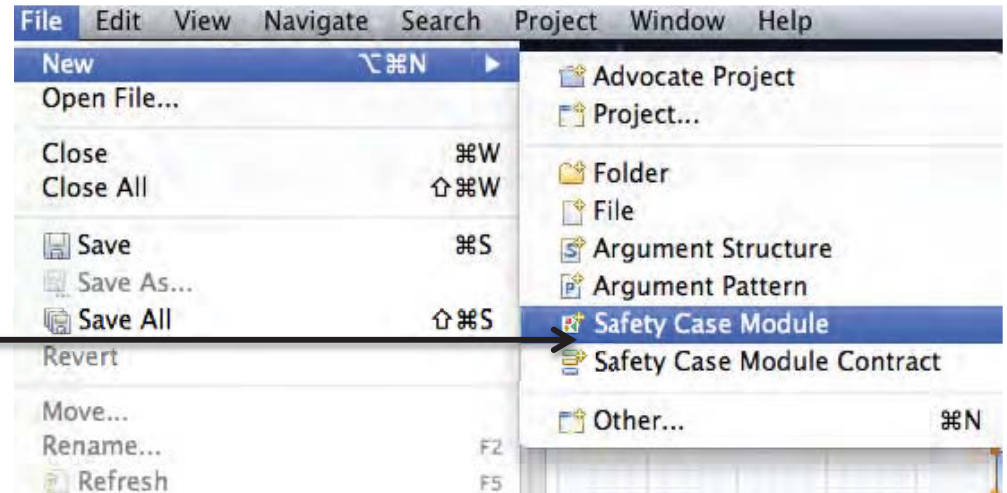 File Edit View Navigate Search Project Window Help
New ⌥⌘N ▶
Open File...
Close ⌘W
Close All ⇧⌘W
Save ⌘S
Save As...
Save All ⇧⌘S
Revert
Move...
Rename... F2
Refresh F5
Advocate Project
Project...
Folder
File
Argument Structure
Argument Pattern
Safety Case Module
Safety Case Module Contract
Other... ⌘N